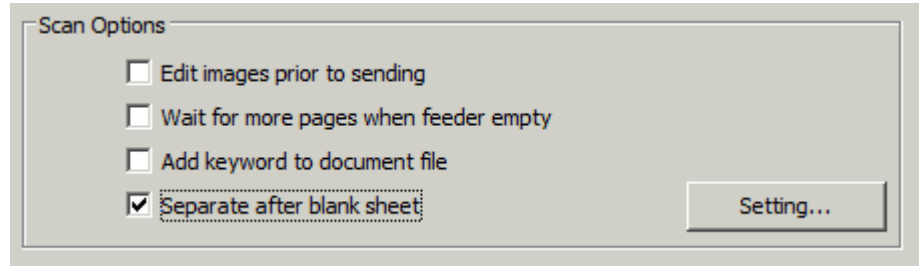 Scan Options
Edit images prior to sending
Wait for more pages when feeder empty
Add keyword to document file
Separate after blank sheet
Setting...